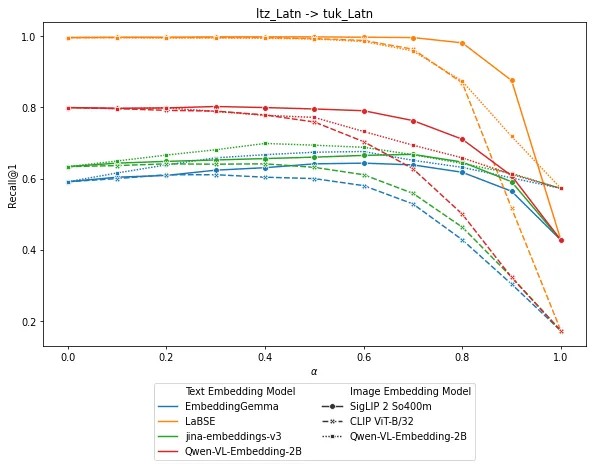 ltz_Latn -> tuk_Latn
1.0
0.8
0.6
0.4
0.2
Recall@1
0.0 0.2 0.4 0.6 0.8 1.0
α
Text Embedding Model Image Embedding Model
EmbeddingGemma SigLIP 2 So400m
LaBSE CLIP ViT-B/32
jina-embeddings-v3 Qwen-VL-Embedding-2B
Qwen-VL-Embedding-2B